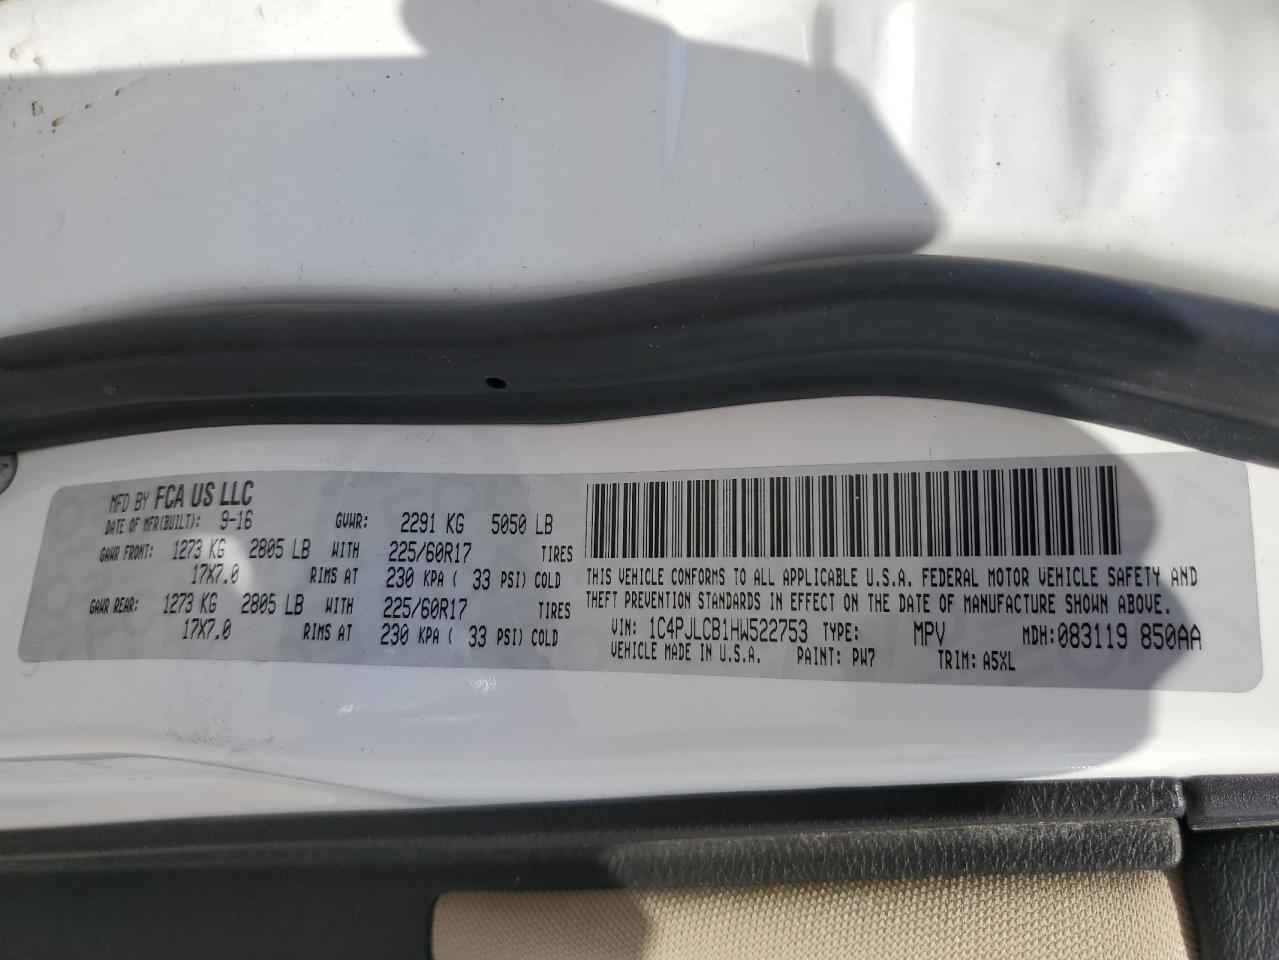 MFD BY FCA US LLC
DATE OF MFR(BUILT): 9-16 GVWR: 2291 KG 5050 LB
GAWR FRONT: 1273 KG 2805 LB WITH 225/60R17 TIRES
17X7.0 RIMS AT 230 KPA ( 33 PSI) COLD
GAWR REAR: 1273 KG 2805 LB WITH 225/60R17 TIRES
17X7.0 RIMS AT 230 KPA ( 33 PSI) COLD
THIS VEHICLE CONFORMS TO ALL APPLICABLE U.S.A. FEDERAL MOTOR VEHICLE SAFETY AND
THEFT PREVENTION STANDARDS IN EFFECT ON THE DATE OF MANUFACTURE SHOWN ABOVE.
VIN: 1C4PJLCB1HW522753 TYPE: MPV MDH: 083119 850AA
VEHICLE MADE IN U.S.A. PAINT: PW7 TRIM: A5XL